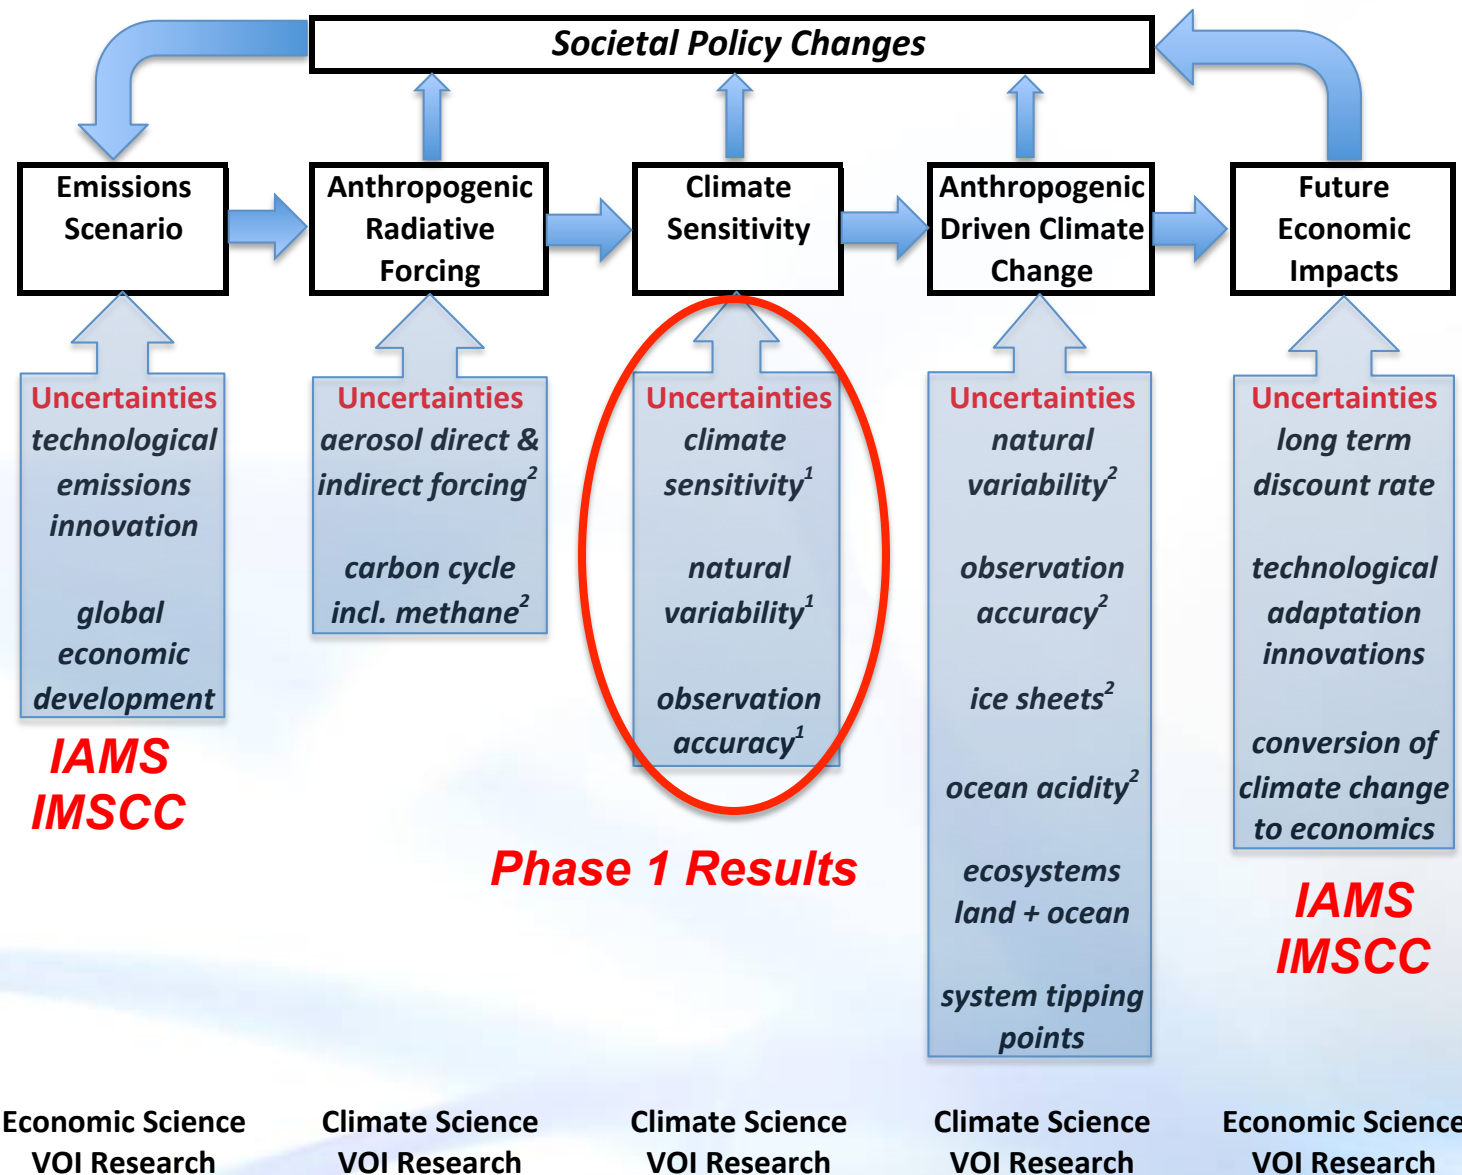 Societal Policy Changes
Emissions
Scenario
Anthropogenic
Radiative
Forcing
Climate
Sensitivity
Anthropogenic
Driven Climate
Change
Future
Economic
Impacts
Uncertainties
technological
emissions
innovation
global
economic
development
IAMS
IMSCC
Uncertainties
aerosol direct &
indirect forcing²
carbon cycle
incl. methane²
Uncertainties
climate
sensitivity¹
natural
variability¹
observation
accuracy¹
Phase 1 Results
Uncertainties
natural
variability²
observation
accuracy²
ice sheets²
ocean acidity²
ecosystems
land + ocean
system tipping
points
Uncertainties
long term
discount rate
technological
adaptation
innovations
conversion of
climate change
to economics
IAMS
IMSCC
Economic Science
VOI Research
Climate Science
VOI Research
Climate Science
VOI Research
Climate Science
VOI Research
Economic Science
VOI Research